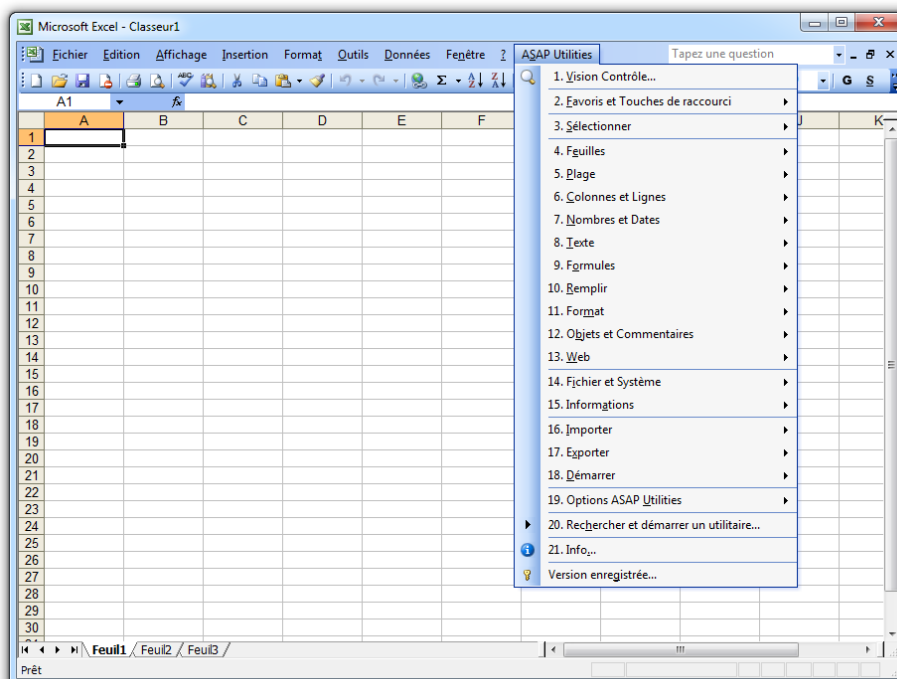 Microsoft Excel - Classeur1
Fichier Edition Affichage Insertion Format Outils Données Fenêtre ? ASAP Utilities Tapez une question
Σ G S
A1 fx
A B C D E F J K
1
2
3
4
5
6
7
8
9
10
11
12
13
14
15
16
17
18
19
20
21
22
23
24
25
26
27
28
29
30
1. Vision Contrôle...
2. Favoris et Touches de raccourci
3. Sélectionner
4. Feuilles
5. Plage
6. Colonnes et Lignes
7. Nombres et Dates
8. Texte
9. Formules
10. Remplir
11. Format
12. Objets et Commentaires
13. Web
14. Fichier et Système
15. Informations
16. Importer
17. Exporter
18. Démarrer
19. Options ASAP Utilities
20. Rechercher et démarrer un utilitaire...
21. Info...
Version enregistrée...
Feuil1 Feuil2 Feuil3
Prêt